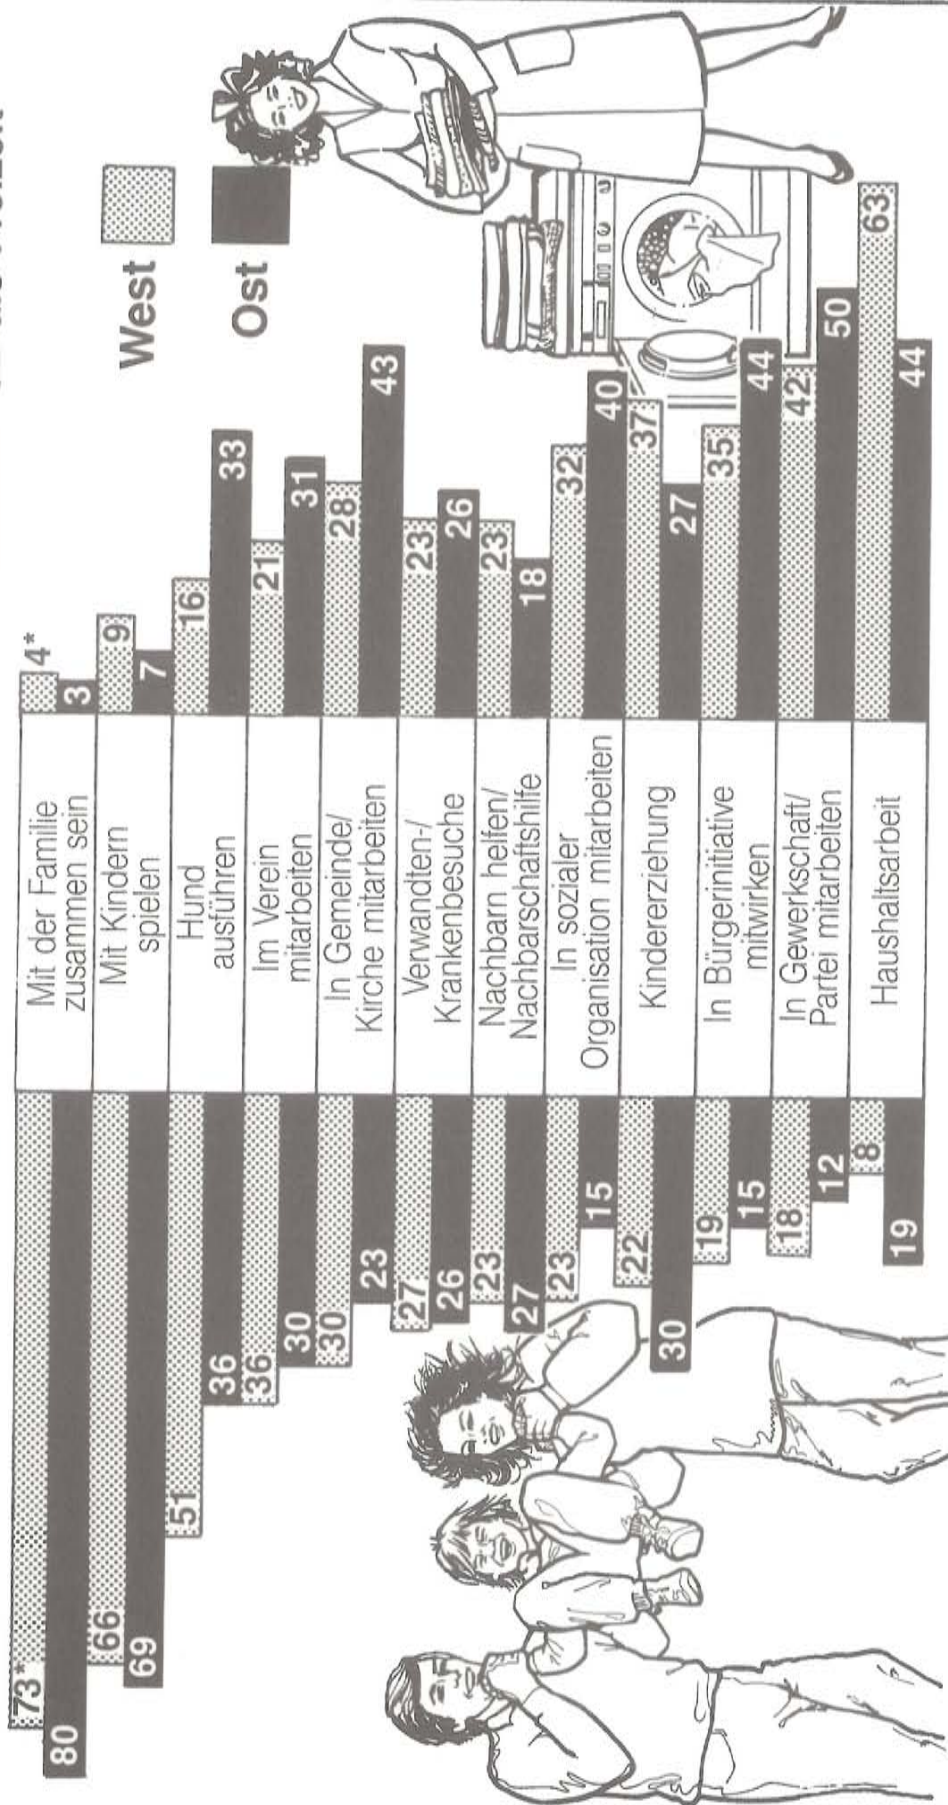 West
Ost
73*
Mit der Familie
zusammen sein
4*
80
3
66
Mit Kindern
spielen
9
69
7
51
Hund
ausführen
16
36
33
36
Im Verein
mitarbeiten
21
30
31
30
In Gemeinde/
Kirche mitarbeiten
28
23
43
27
Verwandten-/
Krankenbesuche
23
26
26
23
Nachbarn helfen/
Nachbarschaftshilfe
23
27
18
23
In sozialer
Organisation mitarbeiten
32
15
40
22
Kindererziehung
37
30
27
19
In Bürgerinitiative
mitwirken
35
15
44
18
In Gewerkschaft/
Partei mitarbeiten
42
12
50
8
Haushaltsarbeit
63
19
44